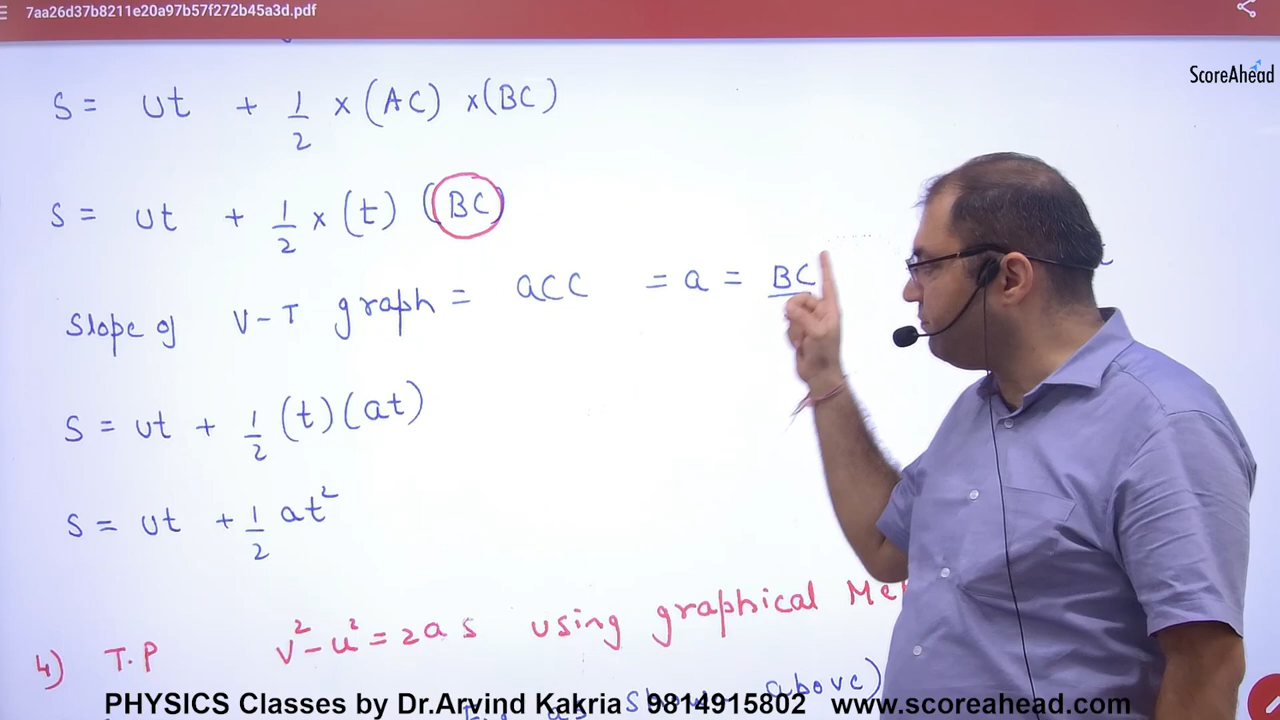 7aa26d37b8211e20a97b57f272b45a3d.pdf
ScoreAhead
S = ut + 1/2 × (AC) × (BC)
S = ut + 1/2 × (t) (BC)
Slope of V-T graph = acc = a = BC
S = ut + 1/2 (t)(at)
S = ut + 1/2 at²
4) T.P v² - u² = 2as using graphical
above)
PHYSICS Classes by Dr.Arvind Kakria 9814915802 www.scoreahead.com